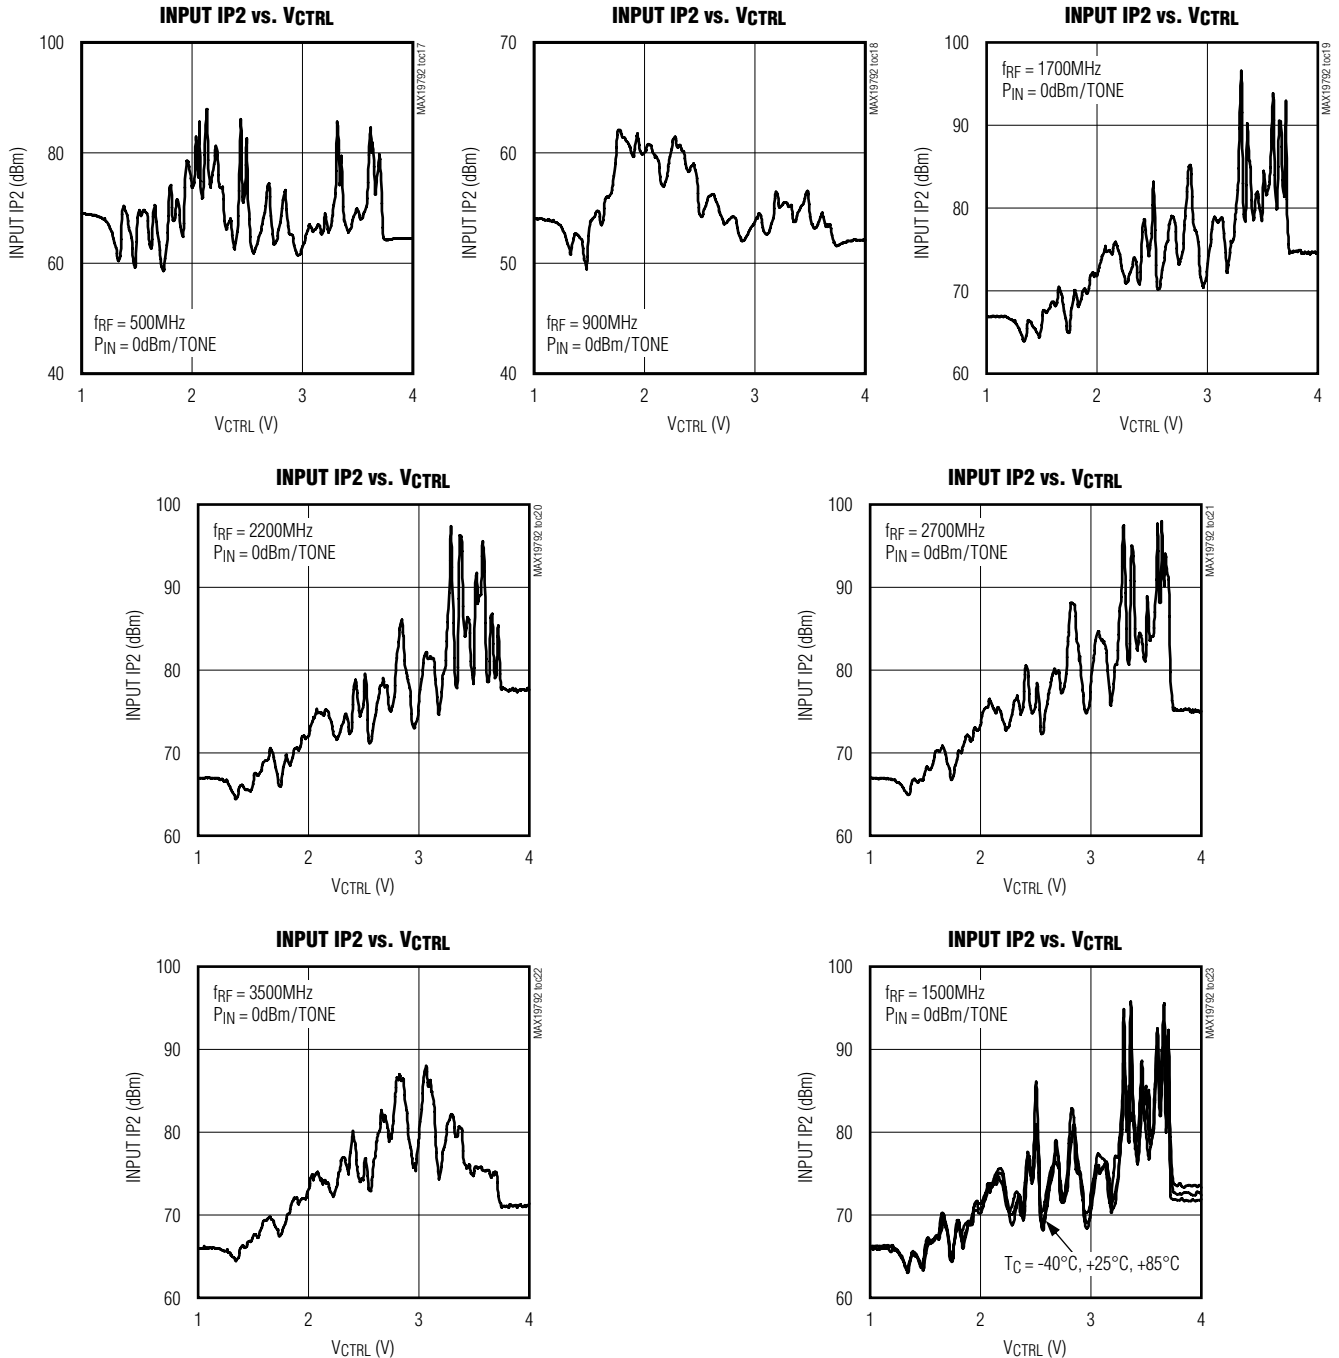 INPUT IP2 vs. VCTRL
100
80
60
40
INPUT IP2 (dBm)
fRF = 500MHz
PIN = 0dBm/TONE
1 2 3 4
VCTRL (V)
MAX19792 toc17
INPUT IP2 vs. VCTRL
70
60
50
40
INPUT IP2 (dBm)
fRF = 900MHz
PIN = 0dBm/TONE
1 2 3 4
VCTRL (V)
MAX19792 toc18
INPUT IP2 vs. VCTRL
100
90
80
70
60
INPUT IP2 (dBm)
fRF = 1700MHz
PIN = 0dBm/TONE
1 2 3 4
VCTRL (V)
MAX19792 toc19
INPUT IP2 vs. VCTRL
100
90
80
70
60
INPUT IP2 (dBm)
fRF = 2200MHz
PIN = 0dBm/TONE
1 2 3 4
VCTRL (V)
MAX19792 toc20
INPUT IP2 vs. VCTRL
100
90
80
70
60
INPUT IP2 (dBm)
fRF = 2700MHz
PIN = 0dBm/TONE
1 2 3 4
VCTRL (V)
MAX19792 toc21
INPUT IP2 vs. VCTRL
100
90
80
70
60
INPUT IP2 (dBm)
fRF = 3500MHz
PIN = 0dBm/TONE
1 2 3 4
VCTRL (V)
MAX19792 toc22
INPUT IP2 vs. VCTRL
100
90
80
70
60
INPUT IP2 (dBm)
fRF = 1500MHz
PIN = 0dBm/TONE
TC = -40°C, +25°C, +85°C
1 2 3 4
VCTRL (V)
MAX19792 toc23